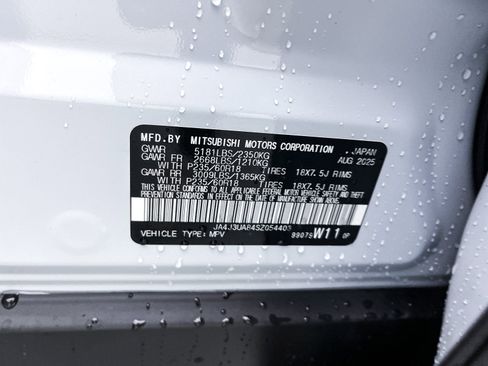 MFD.BY MITSUBISHI MOTORS CORPORATION, JAPAN
GVWR 5181LBS/2350KG AUG 2025
GAWR FR 2668LBS/1210KG
WITH P235/60R18 TIRES 18X7.5J RIMS
GAWR RR 3009LBS/1365KG
WITH P235/60R18 TIRES 18X7.5J RIMS
THIS VEHICLE CONFORMS TO ALL APPLICABLE FEDERAL MOTOR VEHICLE SAFETY AND THEFT
PREVENTION STANDARDS IN EFFECT ON THE DATE OF MANUFACTURE SHOWN ABOVE.
JA4J3UA84SZ054403
VEHICLE TYPE: MPV 99078 W11 OP